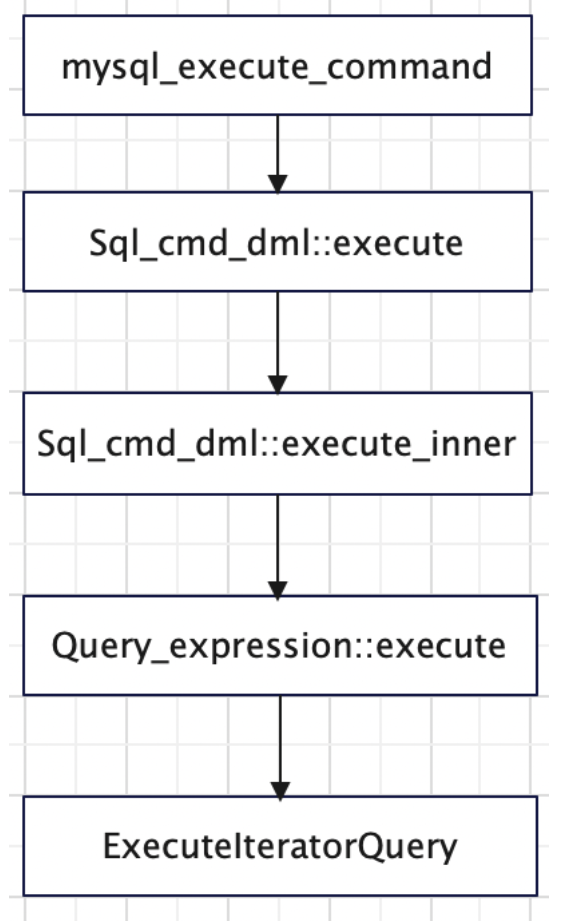 mysql_execute_command
Sql_cmd_dml::execute
Sql_cmd_dml::execute_inner
Query_expression::execute
ExecuteIteratorQuery